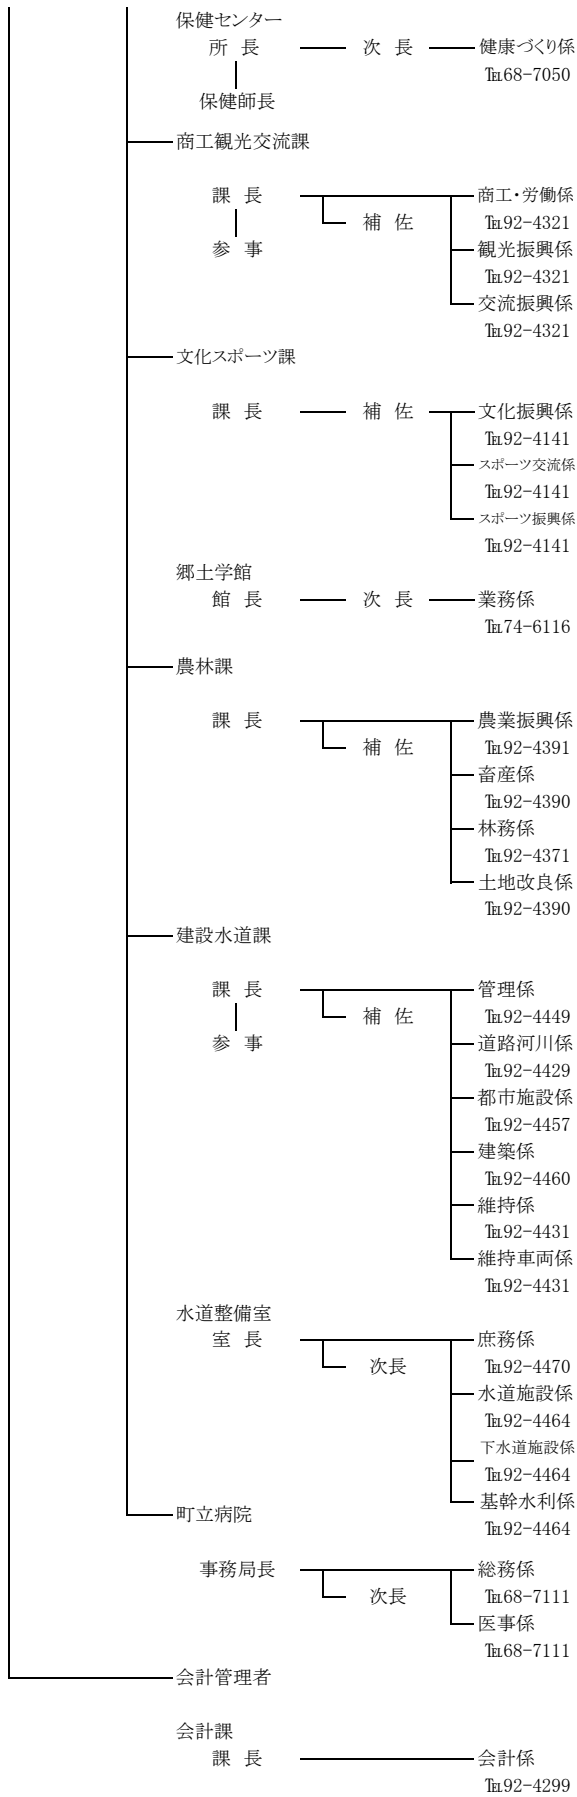 保健センター
所 長 次 長 健康づくり係
℡68-7050
保健師長
商工観光交流課
課 長 商工・労働係
補 佐 ℡92-4321
参 事 観光振興係
℡92-4321
交流振興係
℡92-4321
文化スポーツ課
課 長 補 佐 文化振興係
℡92-4141
スポーツ交流係
℡92-4141
スポーツ振興係
℡92-4141
郷土学館
館 長 次 長 業務係
℡74-6116
農林課
課 長 農業振興係
補 佐 ℡92-4391
畜産係
℡92-4390
林務係
℡92-4371
土地改良係
℡92-4390
建設水道課
課 長 管理係
補 佐 ℡92-4449
参 事 道路河川係
℡92-4429
都市施設係
℡92-4457
建築係
℡92-4460
維持係
℡92-4431
維持車両係
℡92-4431
水道整備室
室 長 庶務係
次長 ℡92-4470
水道施設係
℡92-4464
下水道施設係
℡92-4464
基幹水利係
町立病院 ℡92-4464
事務局長 総務係
次長 ℡68-7111
医事係
℡68-7111
会計管理者
会計課
課 長 会計係
℡92-4299